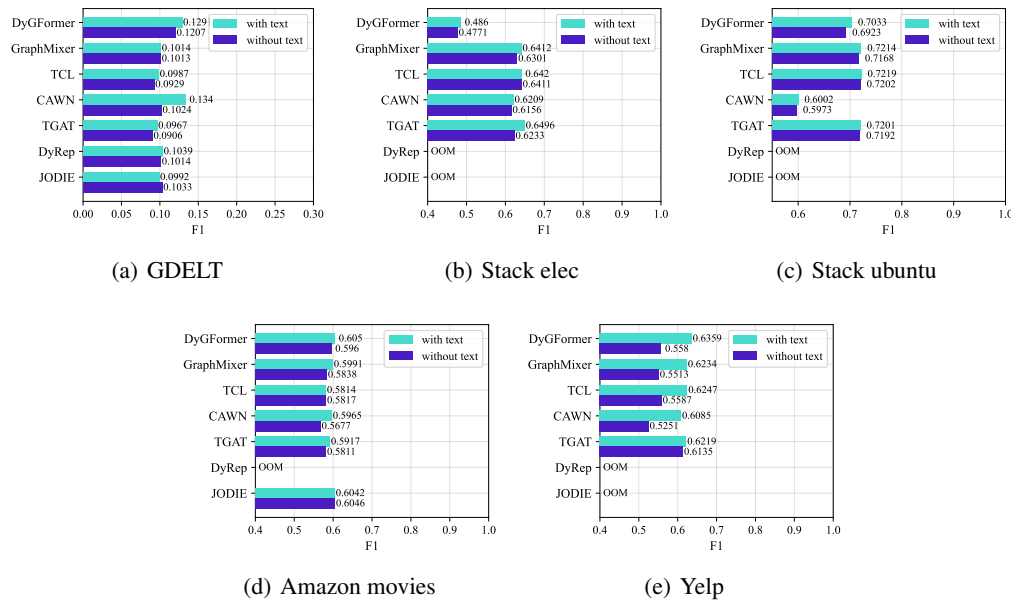 DyGFormer 0.129 with text
0.1207 without text
GraphMixer 0.1014
0.1013
TCL 0.0987
0.0929
CAWN 0.134
0.1024
TGAT 0.0967
0.0906
DyRep 0.1039
0.1014
JODIE 0.0992
0.1033
0.00 0.05 0.10 0.15 0.20 0.25 0.30
F1
(a) GDELT
DyGFormer 0.486 with text
0.4771 without text
GraphMixer 0.6412
0.6301
TCL 0.642
0.6411
CAWN 0.6209
0.6156
TGAT 0.6496
0.6233
DyRep OOM
JODIE OOM
0.4 0.5 0.6 0.7 0.8 0.9 1.0
F1
(b) Stack elec
DyGFormer 0.7033 with text
0.6923 without text
GraphMixer 0.7214
0.7168
TCL 0.7219
0.7202
CAWN 0.6002
0.5973
TGAT 0.7201
0.7192
DyRep OOM
JODIE OOM
0.6 0.7 0.8 0.9 1.0
F1
(c) Stack ubuntu
DyGFormer 0.605 with text
0.596 without text
GraphMixer 0.5991
0.5838
TCL 0.5814
0.5817
CAWN 0.5965
0.5677
TGAT 0.5917
0.5811
DyRep OOM
JODIE 0.6042
0.6046
0.4 0.5 0.6 0.7 0.8 0.9 1.0
F1
(d) Amazon movies
DyGFormer 0.6359 with text
0.558 without text
GraphMixer 0.6234
0.5513
TCL 0.6247
0.5587
CAWN 0.6085
0.5251
TGAT 0.6219
0.6135
DyRep OOM
JODIE OOM
0.4 0.5 0.6 0.7 0.8 0.9 1.0
F1
(e) Yelp